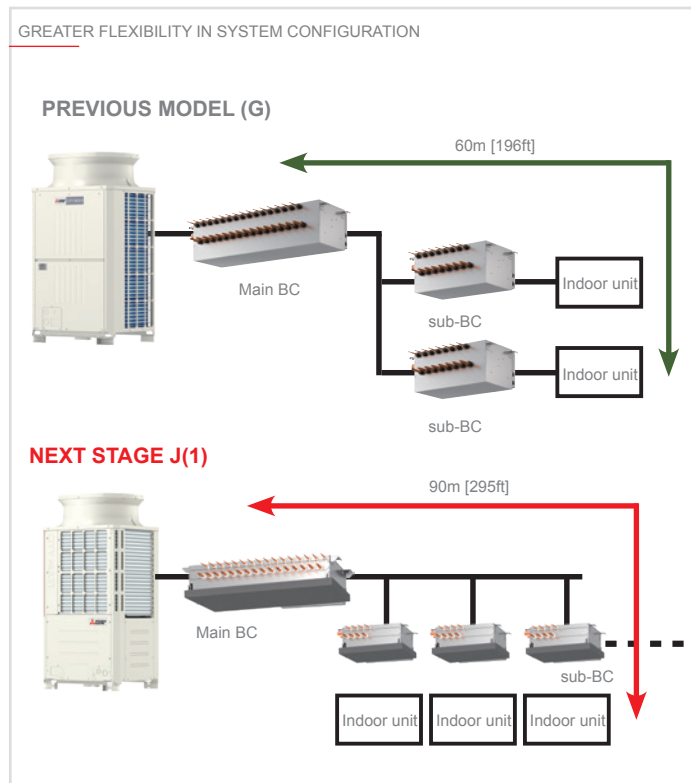 GREATER FLEXIBILITY IN SYSTEM CONFIGURATION
PREVIOUS MODEL (G)
60m [196ft]
Main BC
Indoor unit
sub-BC
Indoor unit
sub-BC
NEXT STAGE J(1)
90m [295ft]
Main BC
sub-BC
Indoor unit
Indoor unit
Indoor unit